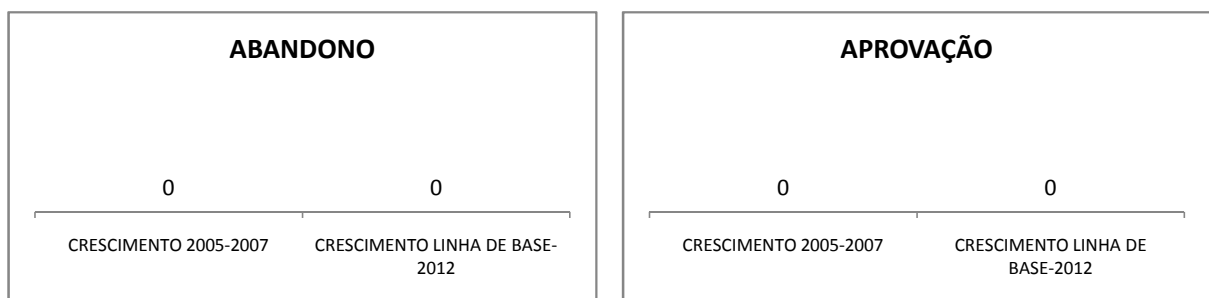 ABANDONO
0
0
CRESCIMENTO 2005-2007
CRESCIMENTO LINHA DE BASE-
2012
APROVAÇÃO
0
0
CRESCIMENTO 2005-2007
CRESCIMENTO LINHA DE
BASE-2012